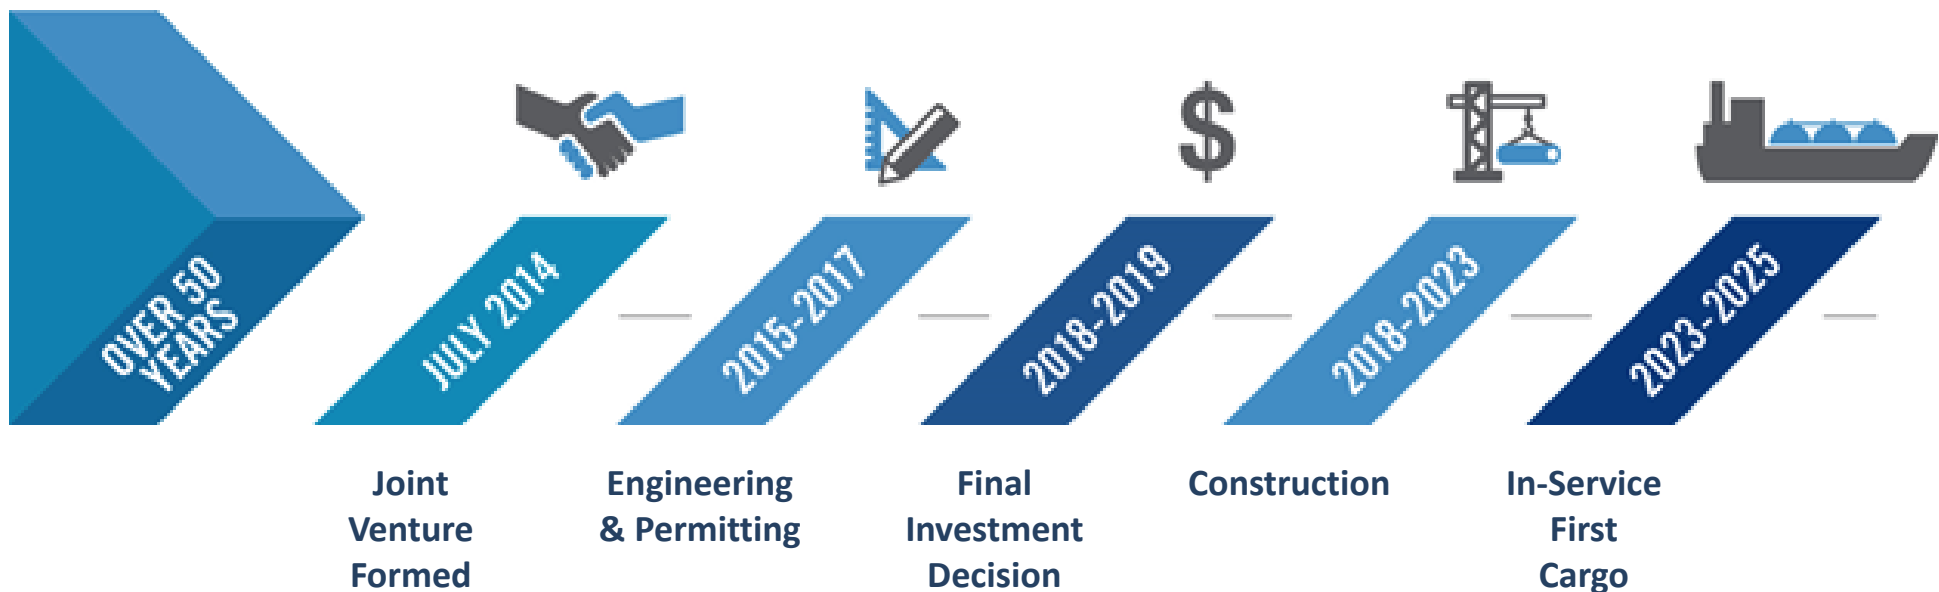 OVER 50
YEARS
JULY 2014
2015-2017
2018-2019
2018-2023
2023-2025
$
Joint
Venture
Formed
Engineering
& Permitting
Final
Investment
Decision
Construction
In-Service
First
Cargo